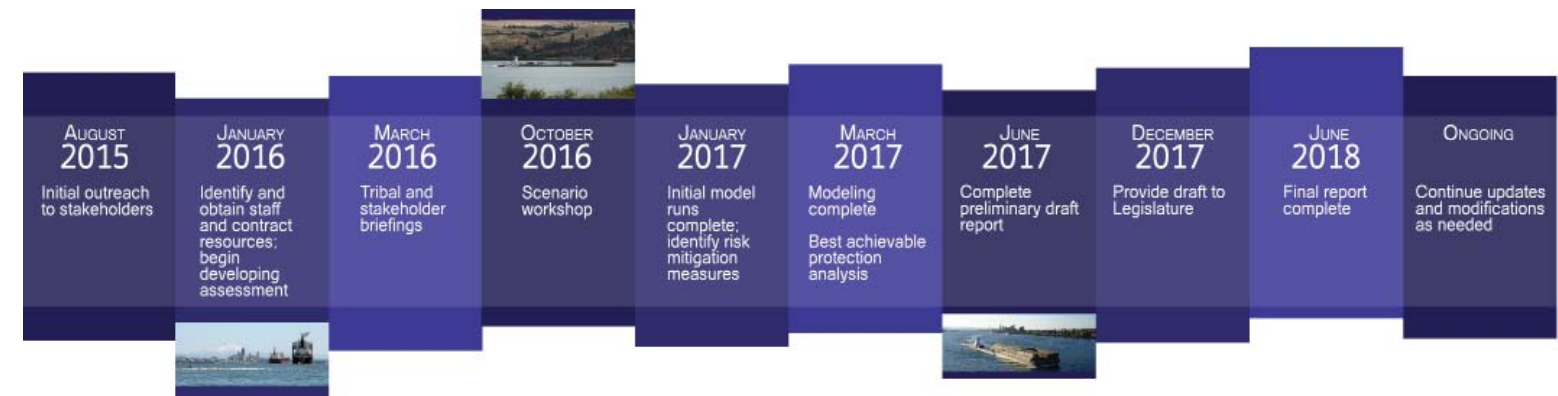 August
2015
Initial outreach
to stakeholders
January
2016
Identify and
obtain staff
and contract
resources;
begin
developing
assessment
March
2016
Tribal and
stakeholder
briefings
October
2016
Scenario
workshop
January
2017
Initial model
runs
complete;
identify risk
mitigation
measures
March
2017
Modeling
complete
Best achievable
protection
analysis
June
2017
Complete
preliminary draft
report
December
2017
Provide draft to
Legislature
June
2018
Final report
complete
Ongoing
Continue updates
and modifications
as needed